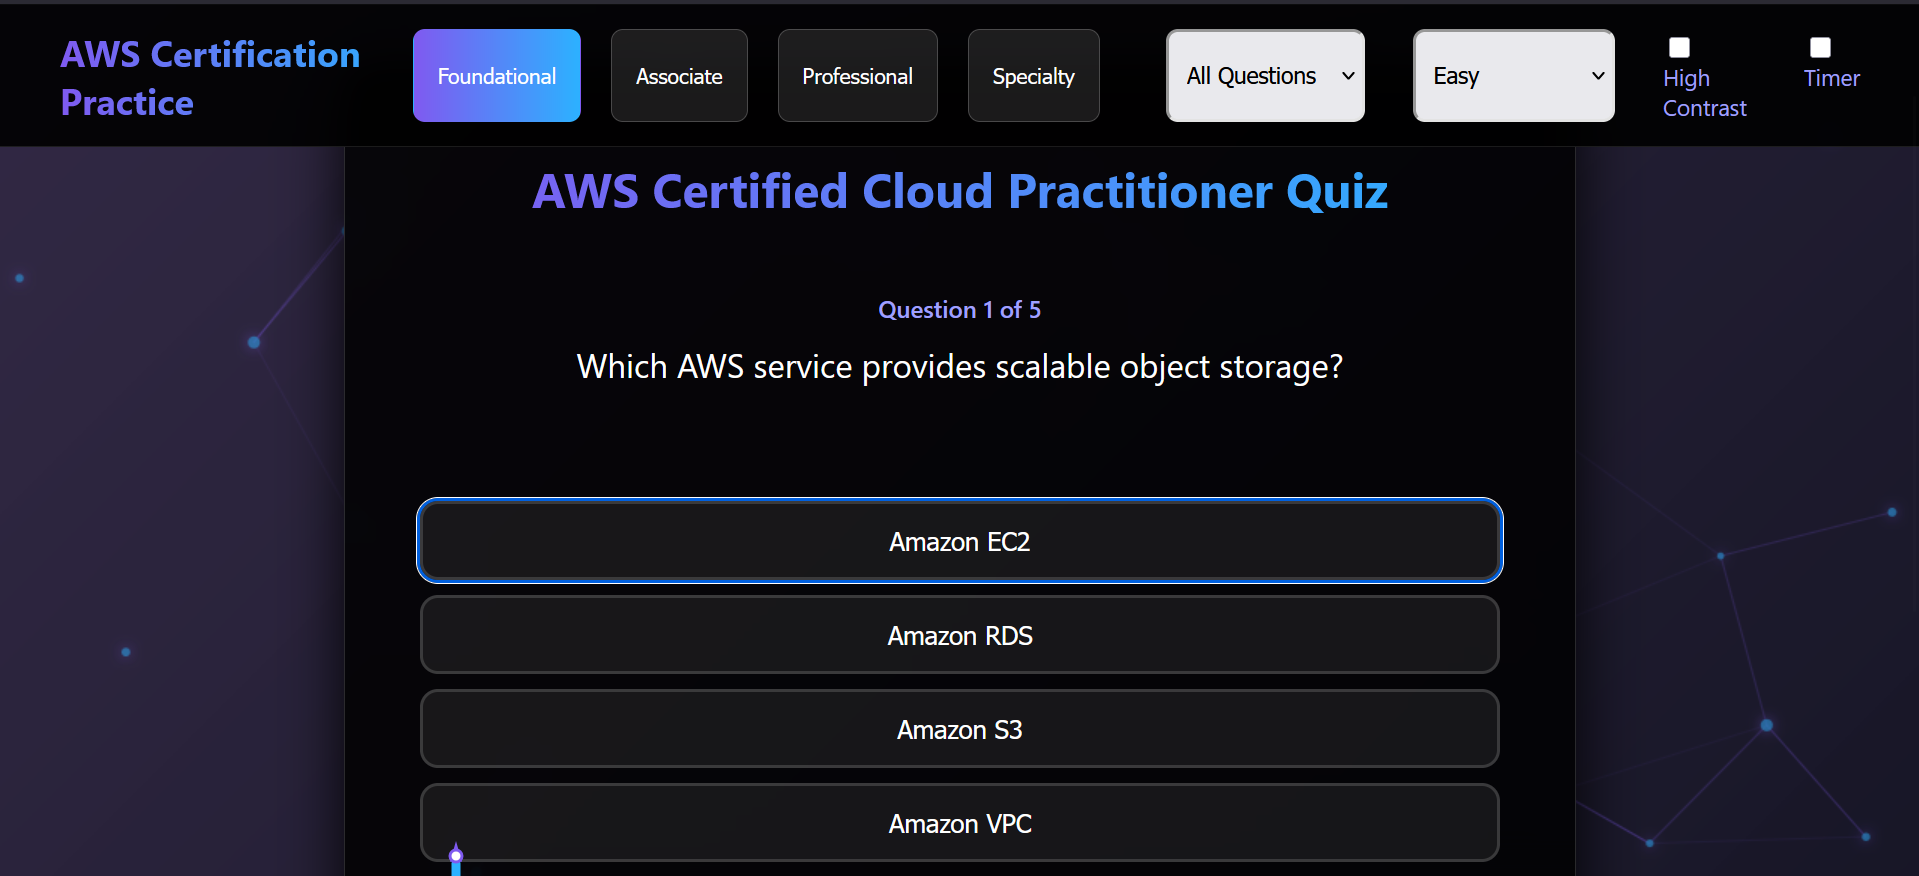 AWS Certification
Practice
Foundational
Associate
Professional
Specialty
All Questions
Easy
High
Contrast
Timer
AWS Certified Cloud Practitioner Quiz
Question 1 of 5
Which AWS service provides scalable object storage?
Amazon EC2
Amazon RDS
Amazon S3
Amazon VPC